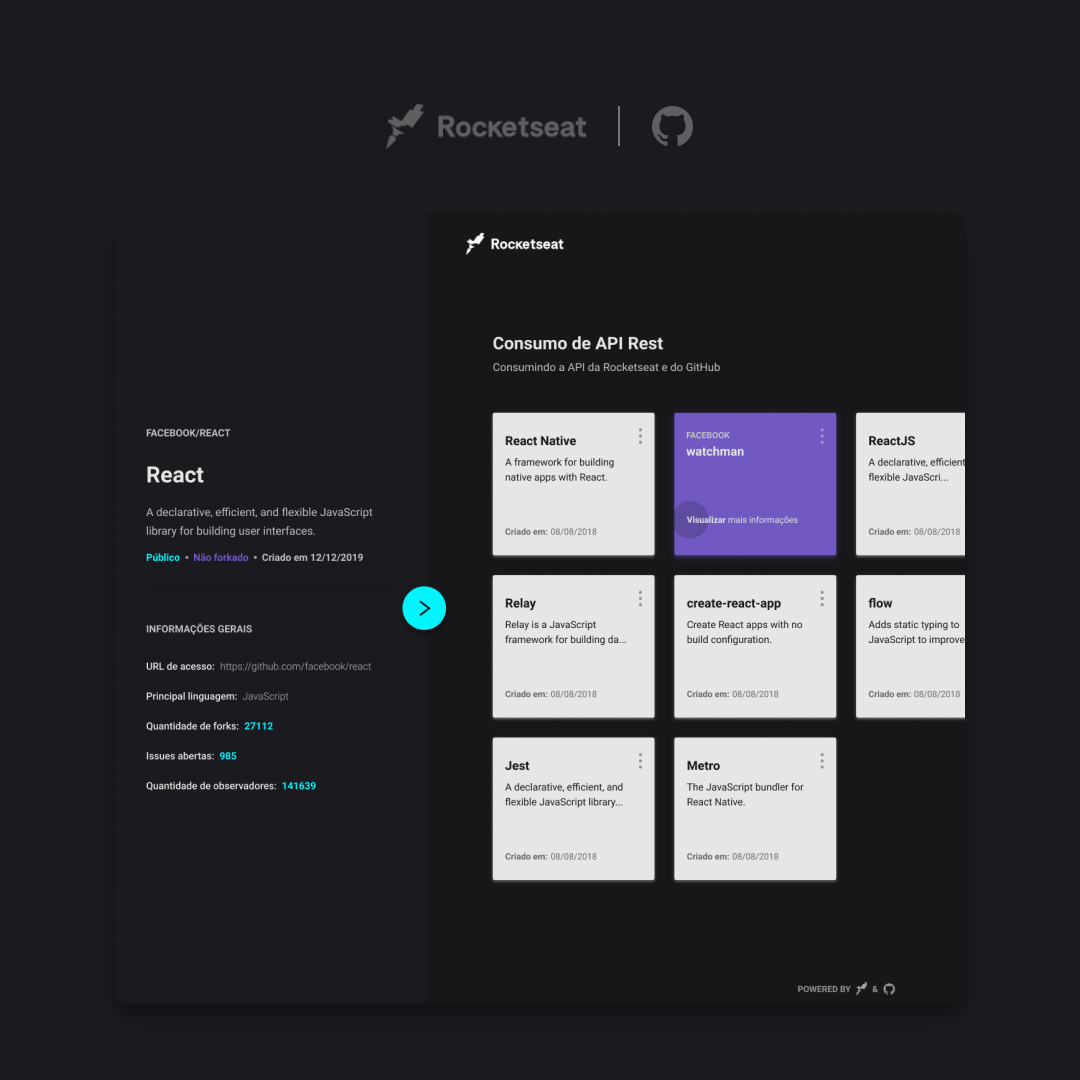 Rocketseat
Rocketseat
FACEBOOK/REACT
React
A declarative, efficient, and flexible JavaScript
library for building user interfaces.
Público • Não forkado • Criado em 12/12/2019
INFORMAÇÕES GERAIS
URL de acesso: https://github.com/facebook/react
Principal linguagem: JavaScript
Quantidade de forks: 27112
Issues abertas: 985
Quantidade de observadores: 141639
Consumo de API Rest
Consumindo a API da Rocketseat e do GitHub
React Native
A framework for building
native apps with React.
Criado em: 08/08/2018
FACEBOOK
watchman
Visualizar mais informações
ReactJS
A declarative, efficient
flexible JavaScri...
Criado em: 08/08/2018
Relay
Relay is a JavaScript
framework for building da...
Criado em: 08/08/2018
create-react-app
Create React apps with no
build configuration.
Criado em: 08/08/2018
flow
Adds static typing to
JavaScript to improve
Criado em: 08/08/2018
Jest
A declarative, efficient, and
flexible JavaScript library...
Criado em: 08/08/2018
Metro
The JavaScript bundler for
React Native.
Criado em: 08/08/2018
POWERED BY &